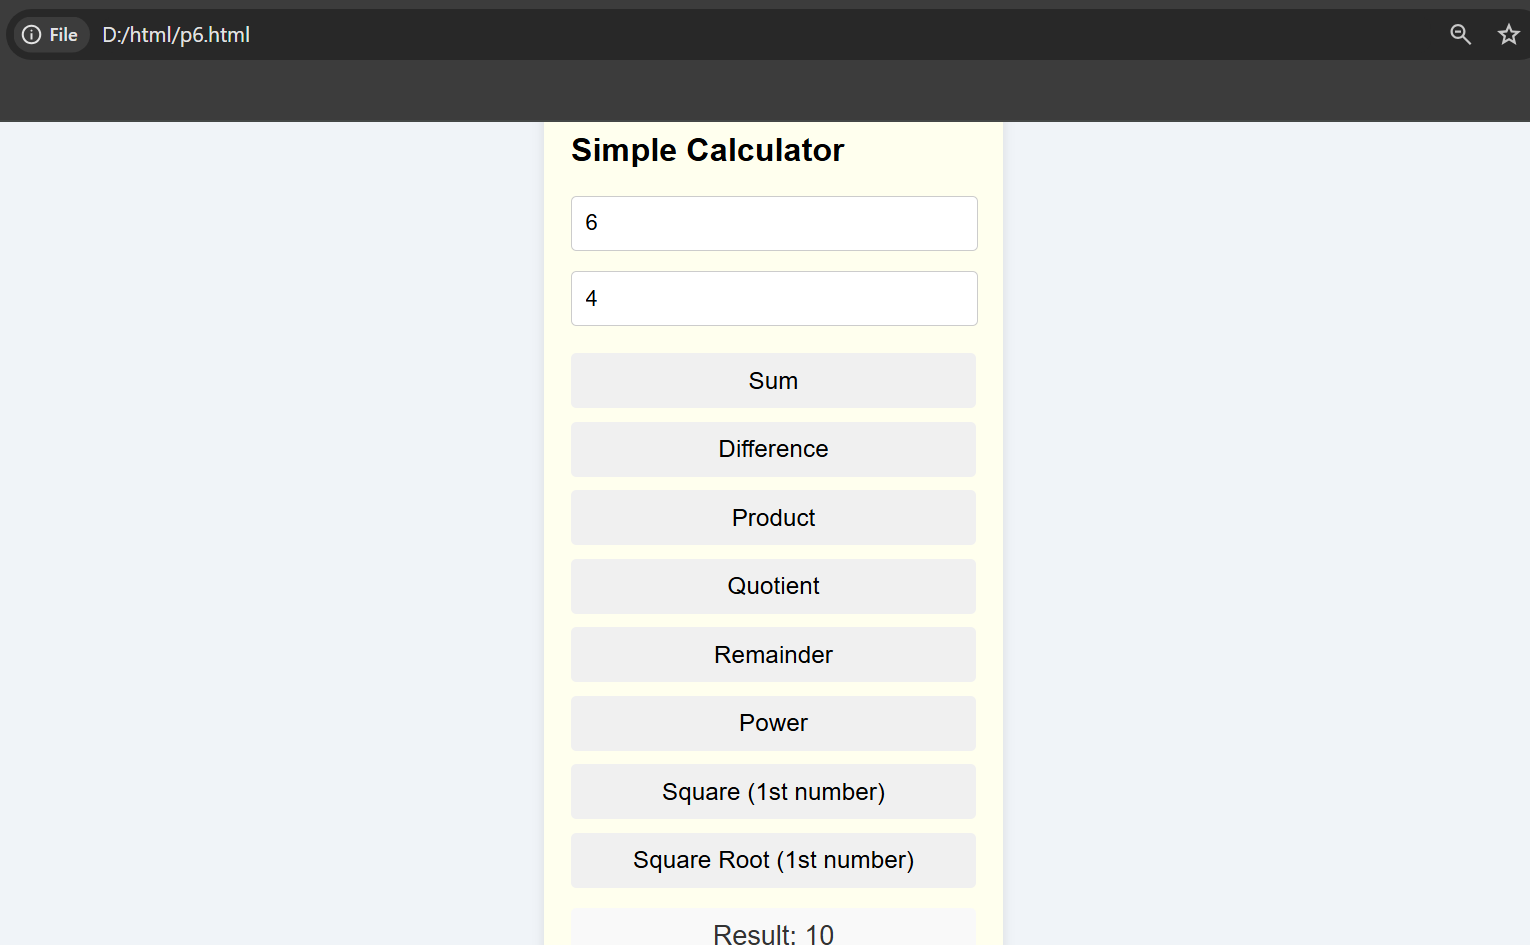 File D:/html/p6.html
Simple Calculator
6
4
Sum
Difference
Product
Quotient
Remainder
Power
Square (1st number)
Square Root (1st number)
Result: 10